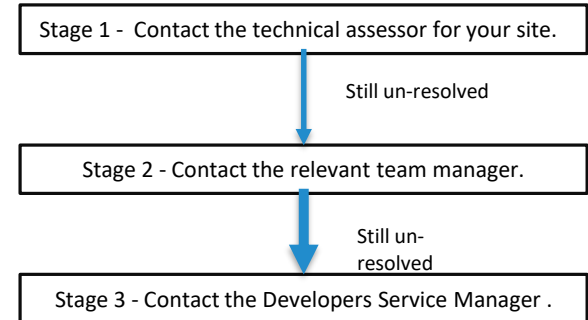 Stage 1 -  Contact the technical assessor for your site.
Still un-resolved
Stage 2 - Contact the relevant team manager.
Still un-
resolved
Stage 3 - Contact the Developers Service Manager .